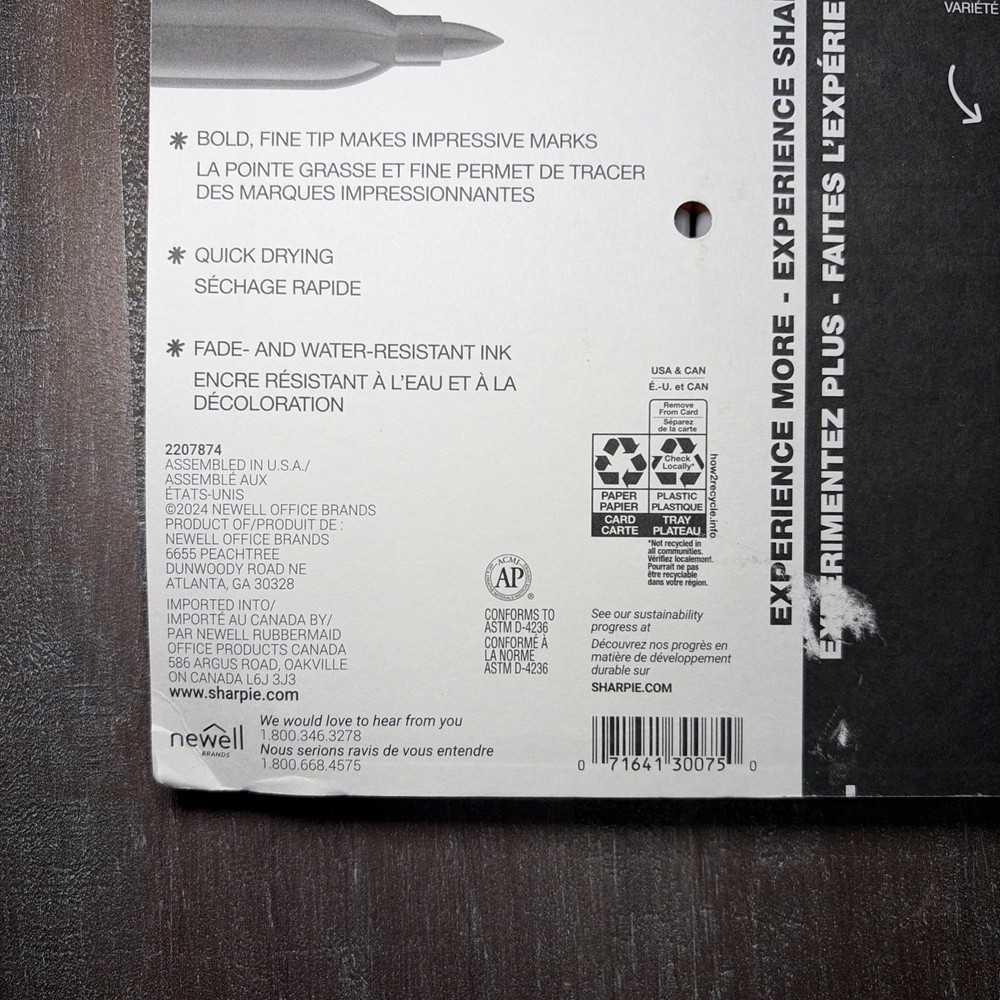 * BOLD, FINE TIP MAKES IMPRESSIVE MARKS
LA POINTE GRASSE ET FINE PERMET DE TRACER
DES MARQUES IMPRESSIONNANTES
* QUICK DRYING
SÉCHAGE RAPIDE
* FADE- AND WATER-RESISTANT INK
ENCRE RÉSISTANT À L'EAU ET À LA
DÉCOLORATION
2207874
ASSEMBLED IN U.S.A./
ASSEMBLÉ AUX
ÉTATS-UNIS
©2024 NEWELL OFFICE BRANDS
PRODUCT OF/PRODUIT DE :
NEWELL OFFICE BRANDS
6655 PEACHTREE
DUNWOODY ROAD NE
ATLANTA, GA 30328
IMPORTED INTO/
IMPORTÉ AU CANADA BY/
PAR NEWELL RUBBERMAID
OFFICE PRODUCTS CANADA
586 ARGUS ROAD, OAKVILLE
ON CANADA L6J 3J3
www.sharpie.com
newell
BRANDS
We would love to hear from you
1.800.346.3278
Nous serions ravis de vous entendre
1.800.668.4575
ACMI
AP
®
CONFORMS TO
ASTM D-4236
CONFORMÉ À
LA NORME
ASTM D-4236
USA & CAN
É.-U. et CAN
Remove
From Card
Séparez
de la carte
Check
Locally*
PAPER
PAPIER
CARD
CARTE
PLASTIC
PLASTIQUE
TRAY
PLATEAU
how2recycle.info
*Not recycled in
all communities.
Vérifiez localement.
Pourrait ne pas
être recyclable
dans votre région.
See our sustainability
progress at
Découvrez nos progrès en
matière de développement
durable sur
SHARPIE.COM
0 71641 30075 0
EXPERIENCE MORE - EXPERIENCE SHA
EXPÉRIMENTEZ PLUS - FAITES L'EXPÉRIE
VARIÉTÉ